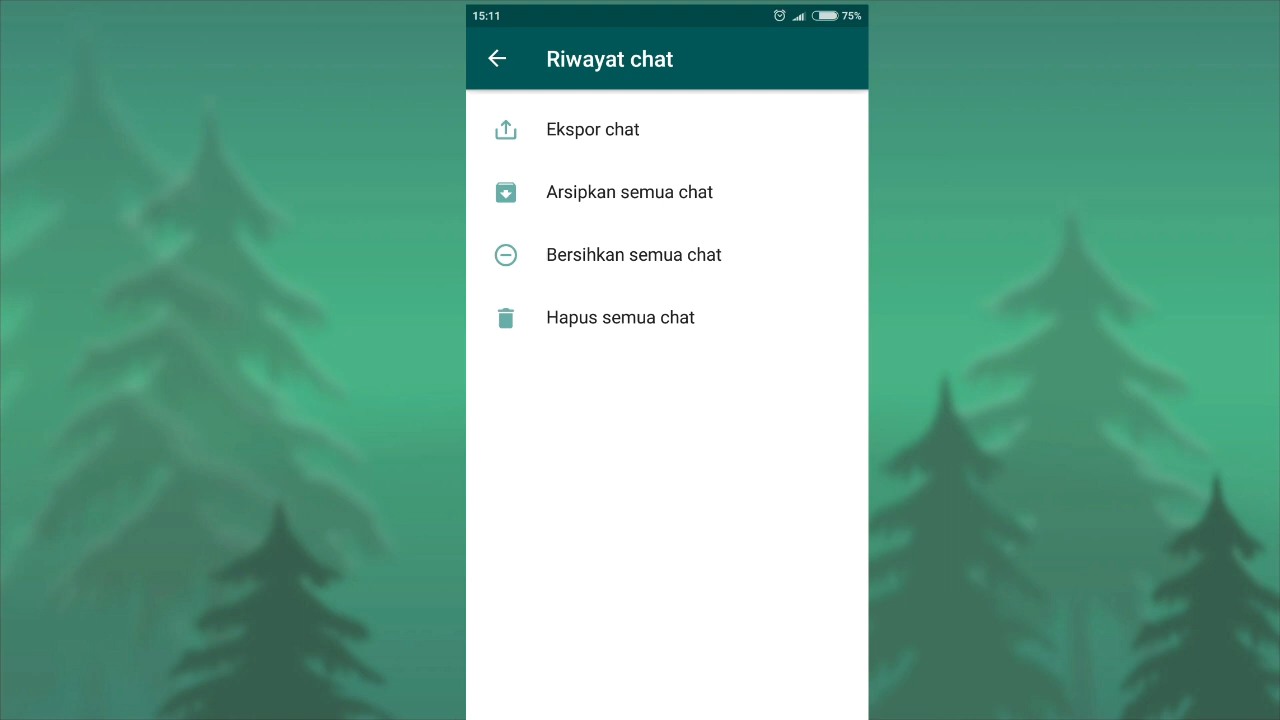 15:11 75%
Riwayat chat
Ekspor chat
Arsipkan semua chat
Bersihkan semua chat
Hapus semua chat